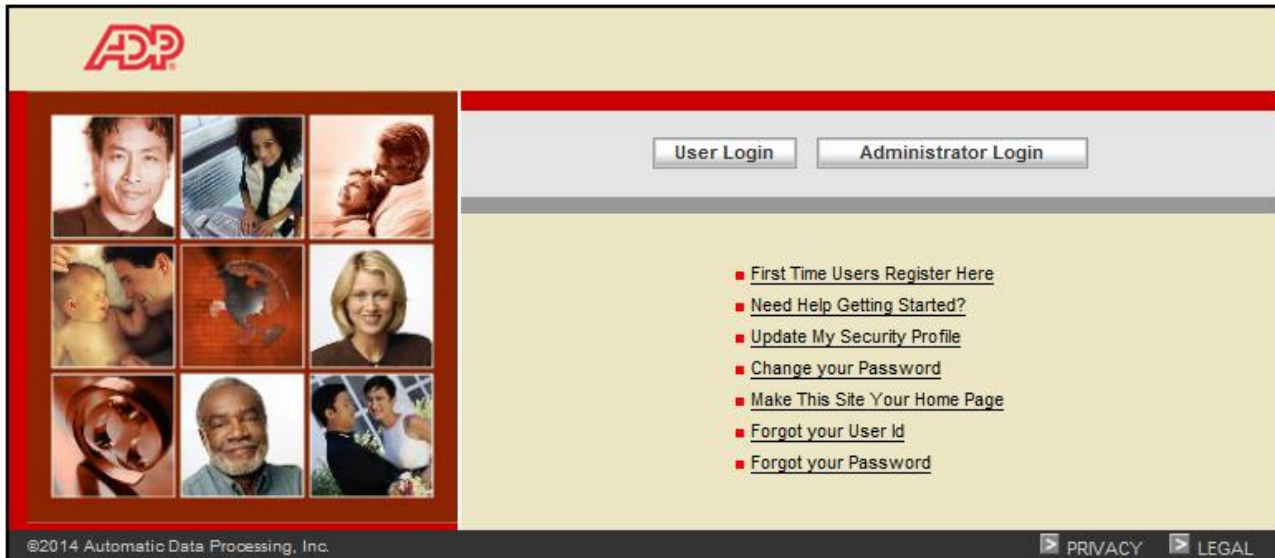 ADP
User Login
Administrator Login
First Time Users Register Here
Need Help Getting Started?
Update My Security Profile
Change your Password
Make This Site Your Home Page
Forgot your User Id
Forgot your Password
©2014 Automatic Data Processing, Inc.
PRIVACY
LEGAL